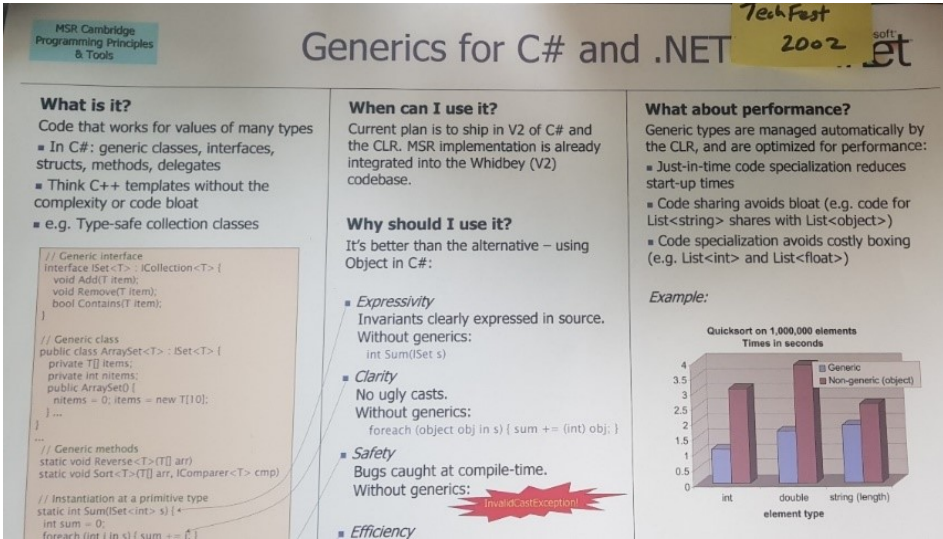 MSR Cambridge
Programming Principles
& Tools
Generics for C# and .NET
TechFest
2002
soft
et
What is it?
Code that works for values of many types
▪ In C#: generic classes, interfaces,
structs, methods, delegates
▪ Think C++ templates without the
complexity or code bloat
▪ e.g. Type-safe collection classes
// Generic interface
interface ISet<T> : ICollection<T> {
void Add(T item);
void Remove(T item);
bool Contains(T item);
}
// Generic class
public class ArraySet<T> : ISet<T> {
private T[] items;
private int nitems;
public ArraySet() {
nitems = 0; items = new T[10];
} ...
}
...
// Generic methods
static void Reverse<T>(T[] arr)
static void Sort<T>(T[] arr, IComparer<T> cmp)
// Instantiation at a primitive type
static int Sum(ISet<int> s) {
int sum = 0;
foreach (int i in s) { sum +=
When can I use it?
Current plan is to ship in V2 of C# and
the CLR. MSR implementation is already
integrated into the Whidbey (V2)
codebase.
Why should I use it?
It's better than the alternative – using
Object in C#:
▪ Expressivity
Invariants clearly expressed in source.
Without generics:
int Sum(ISet s)
▪ Clarity
No ugly casts.
Without generics:
foreach (object obj in s) { sum += (int) obj; }
▪ Safety
Bugs caught at compile-time.
Without generics:
InvalidCastException!
▪ Efficiency
What about performance?
Generic types are managed automatically by
the CLR, and are optimized for performance:
▪ Just-in-time code specialization reduces
start-up times
▪ Code sharing avoids bloat (e.g. code for
List<string> shares with List<object>)
▪ Code specialization avoids costly boxing
(e.g. List<int> and List<float>)
Example:
Quicksort on 1,000,000 elements
Times in seconds
Generic
Non-generic (object)
4
3.5
3
2.5
2
1.5
1
0.5
0
int double string (length)
element type